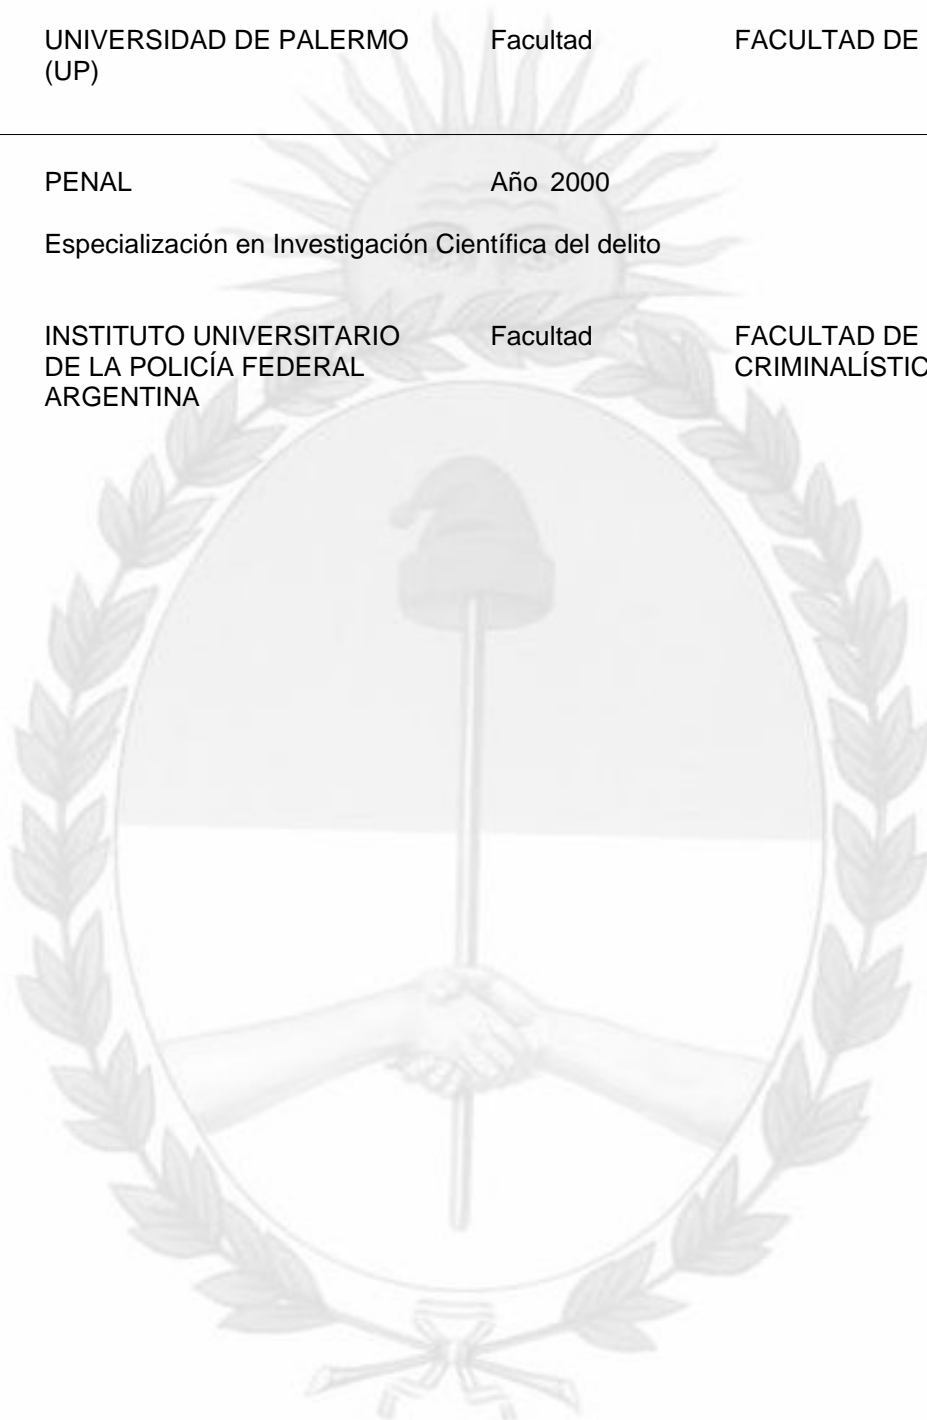 UNIVERSIDAD DE PALERMO Facultad FACULTAD DE
(UP)
PENAL Año 2000
Especialización en Investigación Científica del delito
INSTITUTO UNIVERSITARIO Facultad FACULTAD DE
DE LA POLICÍA FEDERAL CRIMINALÍSTIC
ARGENTINA